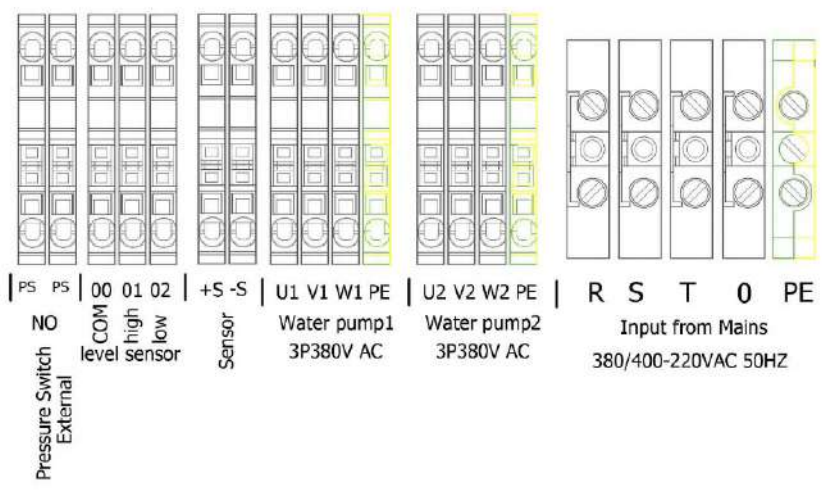 PS PS
NO
Pressure Switch
External
00 01 02
COM
high
low
level sensor
+S -S
Sensor
U1 V1 W1 PE
Water pump1
3P380V AC
U2 V2 W2 PE
Water pump2
3P380V AC
R S T 0 PE
Input from Mains
380/400-220VAC 50HZ